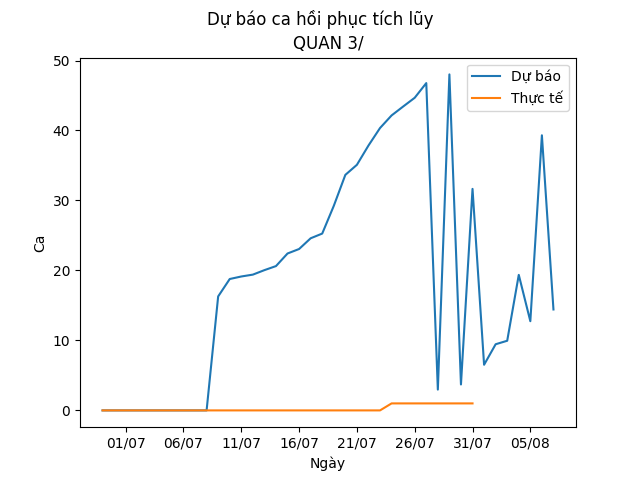 Dự báo ca hồi phục tích lũy
QUAN 3/
Dự báo
Thực tế
50
40
30
20
10
0
Ca
01/07 06/07 11/07 16/07 21/07 26/07 31/07 05/08
Ngày